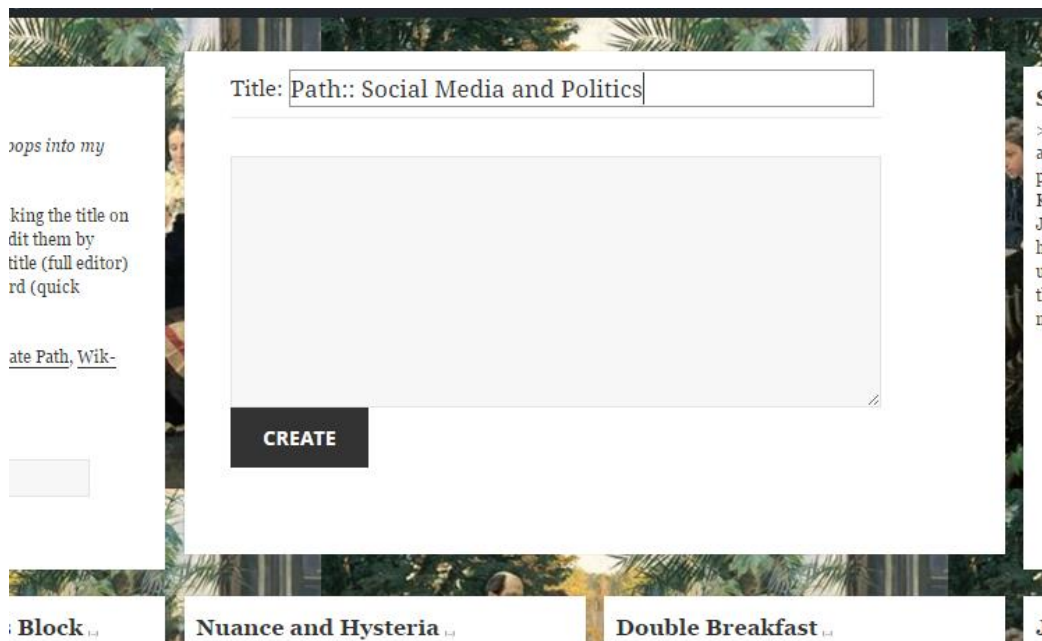 Title: Path:: Social Media and Politics
CREATE
pops into my
king the title on
dit them by
title (full editor)
rd (quick
ate Path, Wik-
s Block
Nuance and Hysteria
Double Breakfast